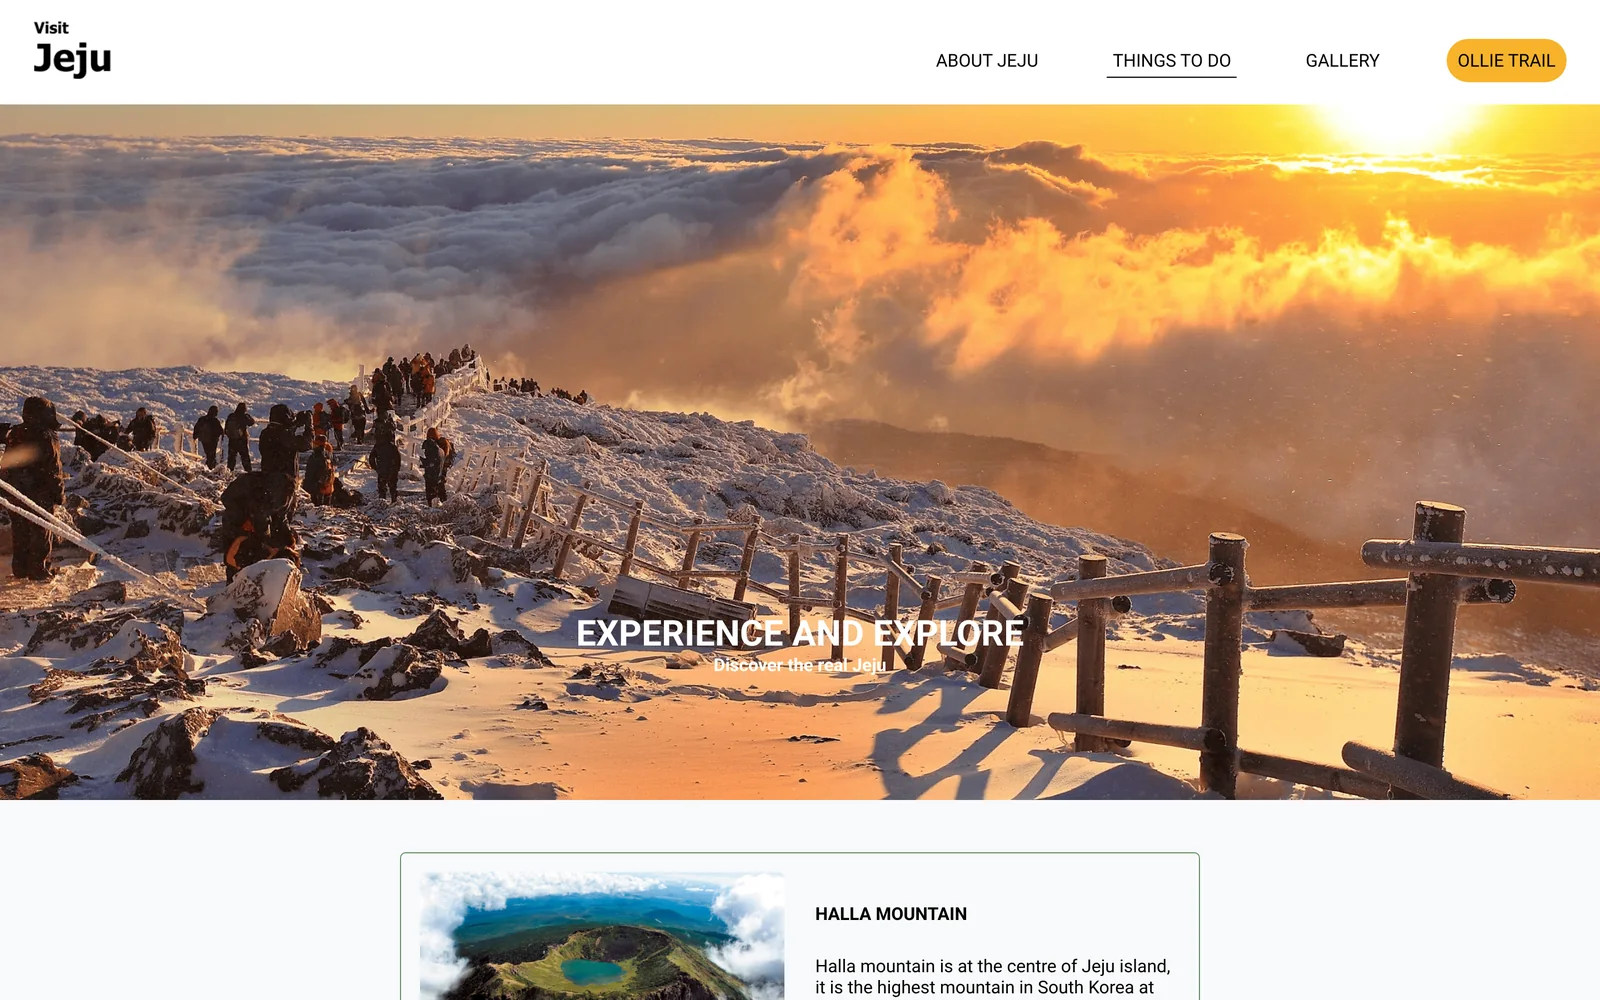 Visit
Jeju
ABOUT JEJU
THINGS TO DO
GALLERY
OLLIE TRAIL
EXPERIENCE AND EXPLORE
Discover the real Jeju
HALLA MOUNTAIN
Halla mountain is at the centre of Jeju island,
it is the highest mountain in South Korea at